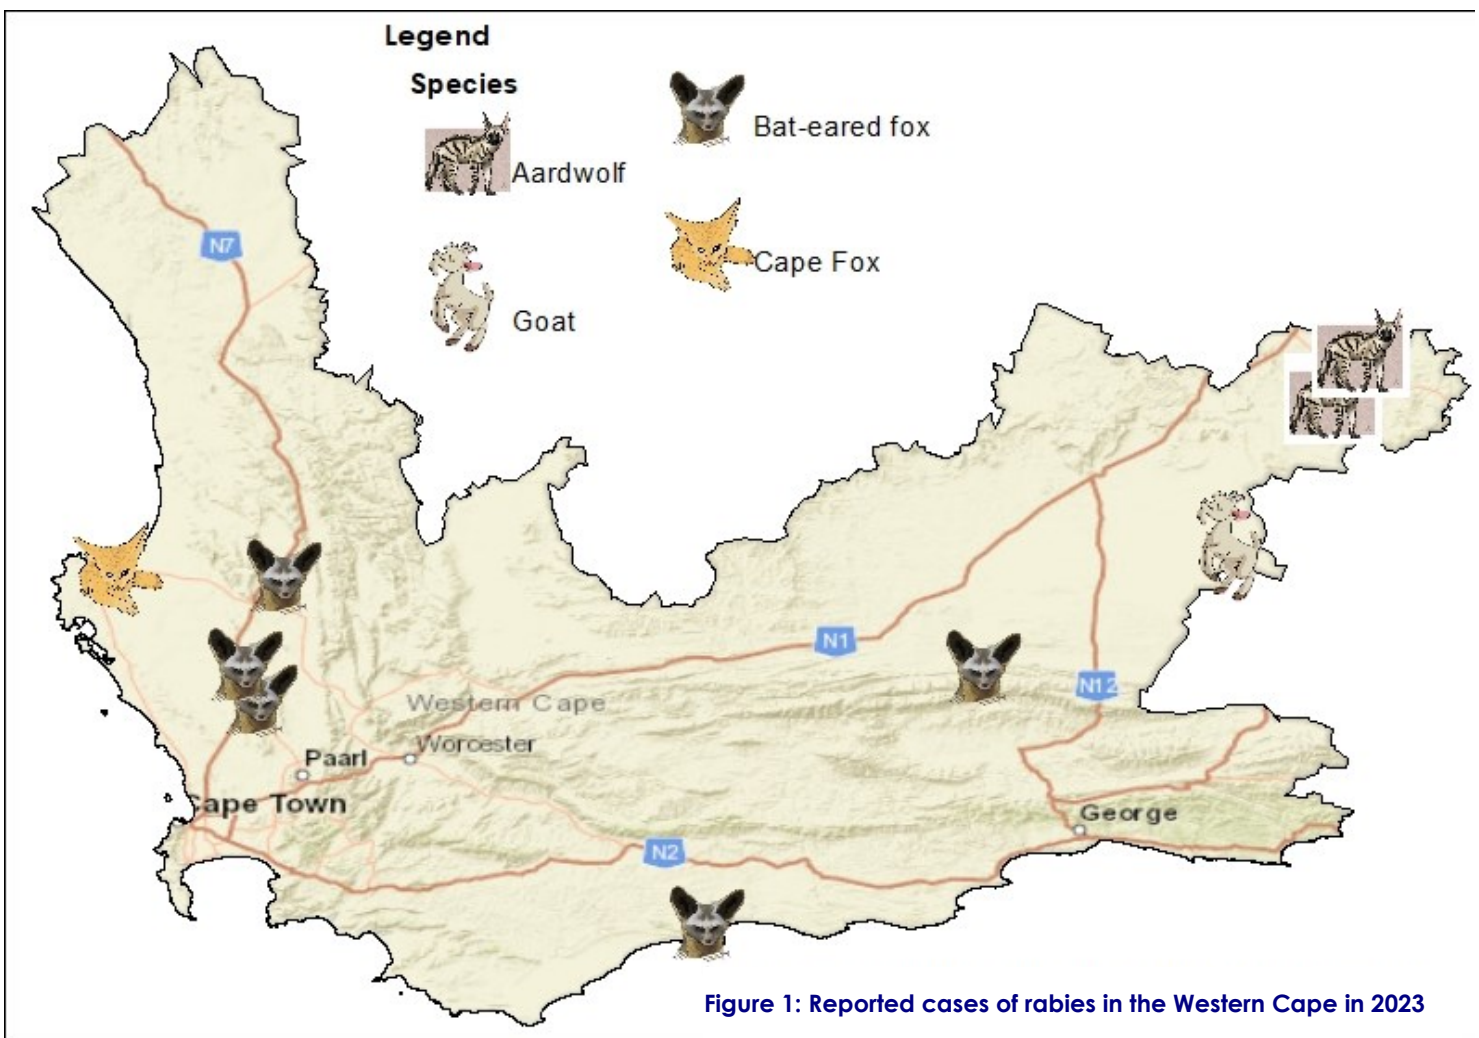 Legend
Species
Aardwolf
Bat-eared fox
Goat
Cape Fox
N7
N1
N12
Western Cape
Worcester
Paarl
Cape Town
George
N2
Figure 1: Reported cases of rabies in the Western Cape in 2023